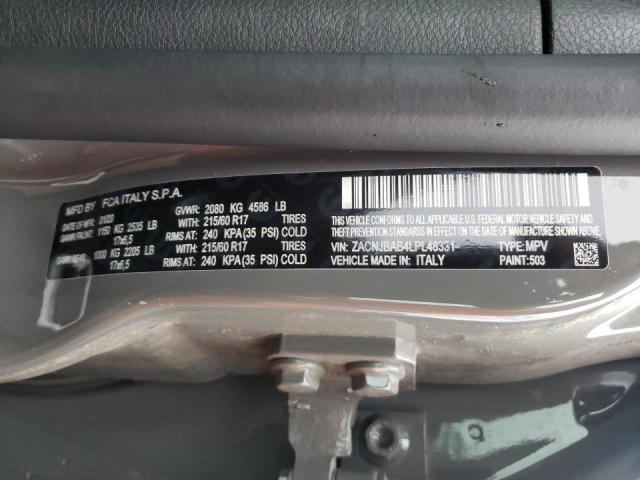 MFD BY FCA ITALY S.P.A.
DATE OF MFR 01/20 GVWR: 2080 KG 4586 LB
GAWR FRONT: 1150 KG 2535 LB 215/60 R17 TIRES
17x6,5 RIMS AT: 240 KPA (35 PSI) COLD
GAWR REAR: 1000 KG 2205 LB 215/60 R17 TIRES
17x6,5 RIMS AT: 240 KPA (35 PSI) COLD
THIS VEHICLE CONFORMS TO ALL APPLICABLE U.S.A.
FEDERAL MOTOR VEHICLE SAFETY, BUMPER, AND
THEFT PREVENTION STANDARDS IN EFFECT ON THE DATE OF
MANUFACTURE SHOWN ABOVE.
VIN: ZACNJBAB4LPL48331- TYPE: MPV
VEHICLE MADE IN: ITALY PAINT: 503